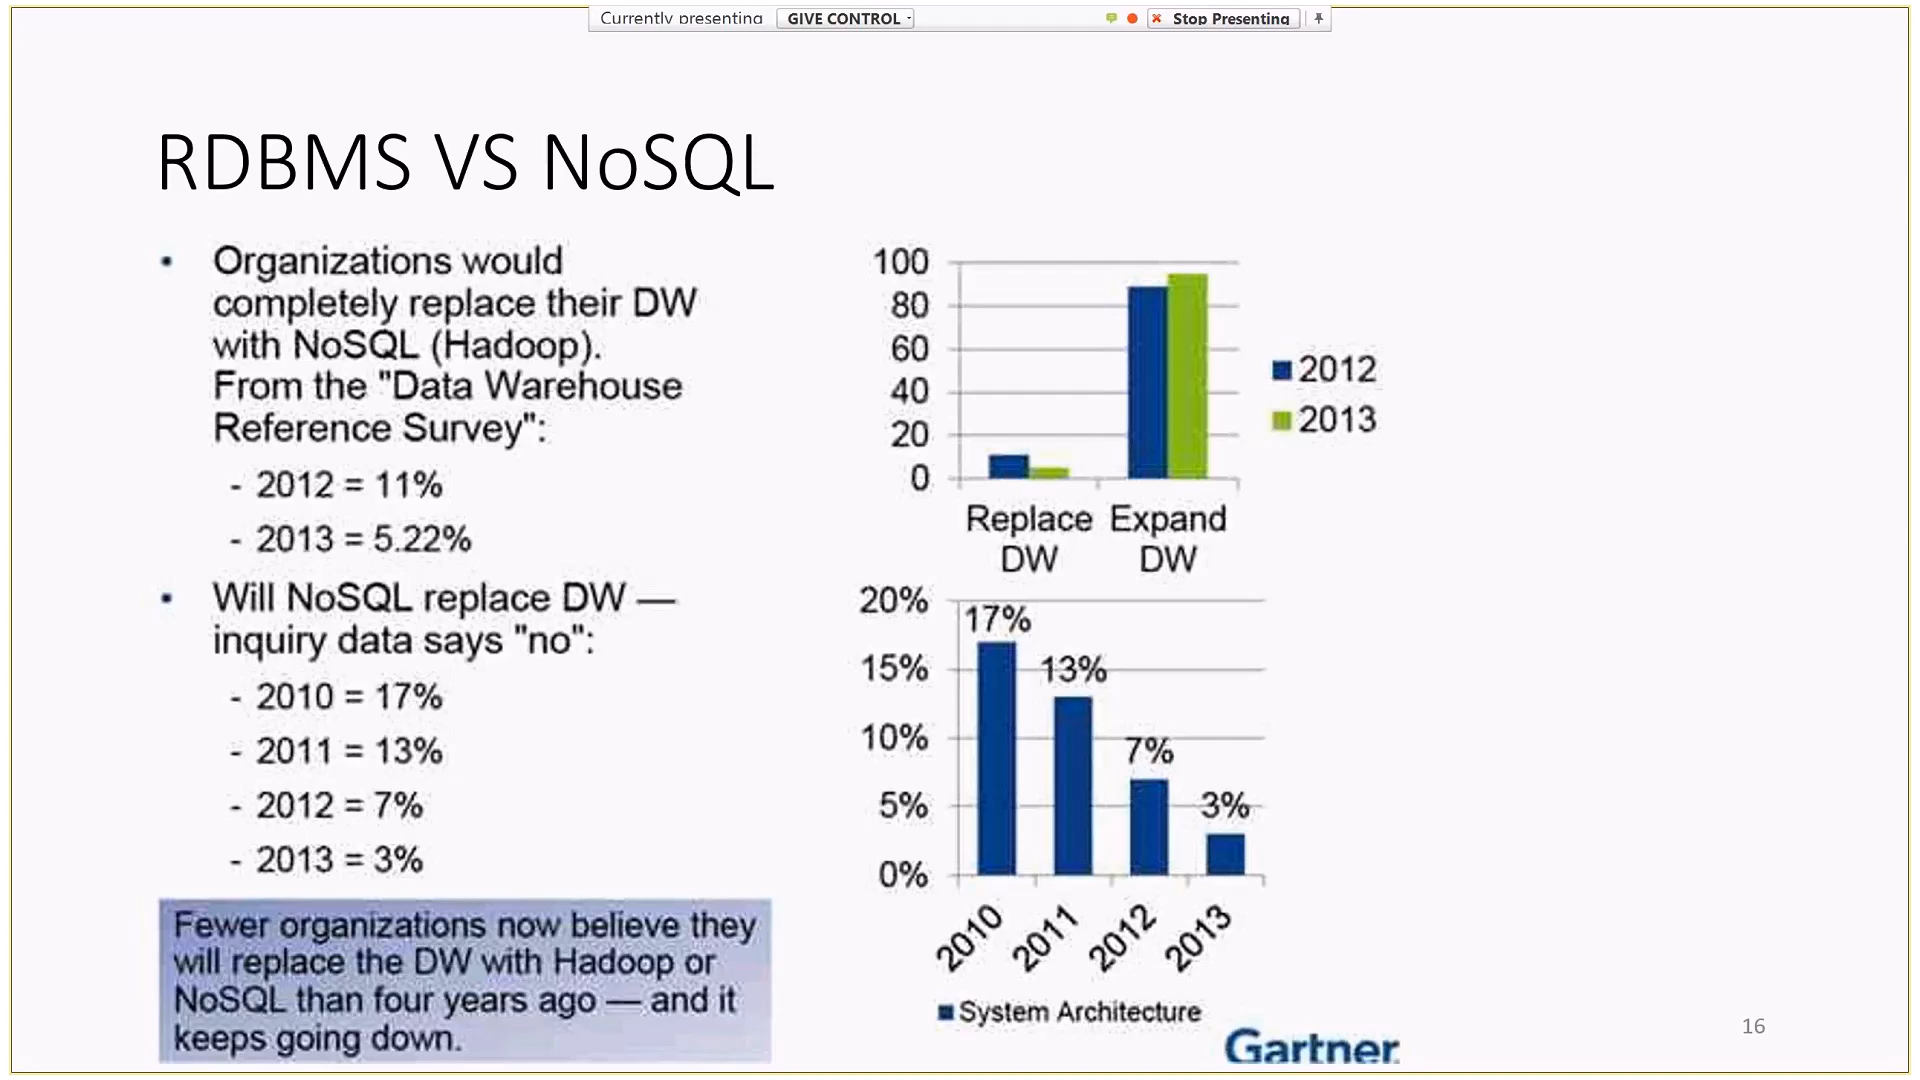 Currently presenting GIVE CONTROL Stop Presenting
RDBMS VS NoSQL
• Organizations would
completely replace their DW
with NoSQL (Hadoop).
From the "Data Warehouse
Reference Survey":
- 2012 = 11%
- 2013 = 5.22%
• Will NoSQL replace DW —
inquiry data says "no":
- 2010 = 17%
- 2011 = 13%
- 2012 = 7%
- 2013 = 3%
Fewer organizations now believe they
will replace the DW with Hadoop or
NoSQL than four years ago — and it
keeps going down.
100
80
60
40
20
0
Replace
DW
Expand
DW
2012
2013
20%
15%
10%
5%
0%
17%
13%
7%
3%
2010
2011
2012
2013
System Architecture
Gartner
16